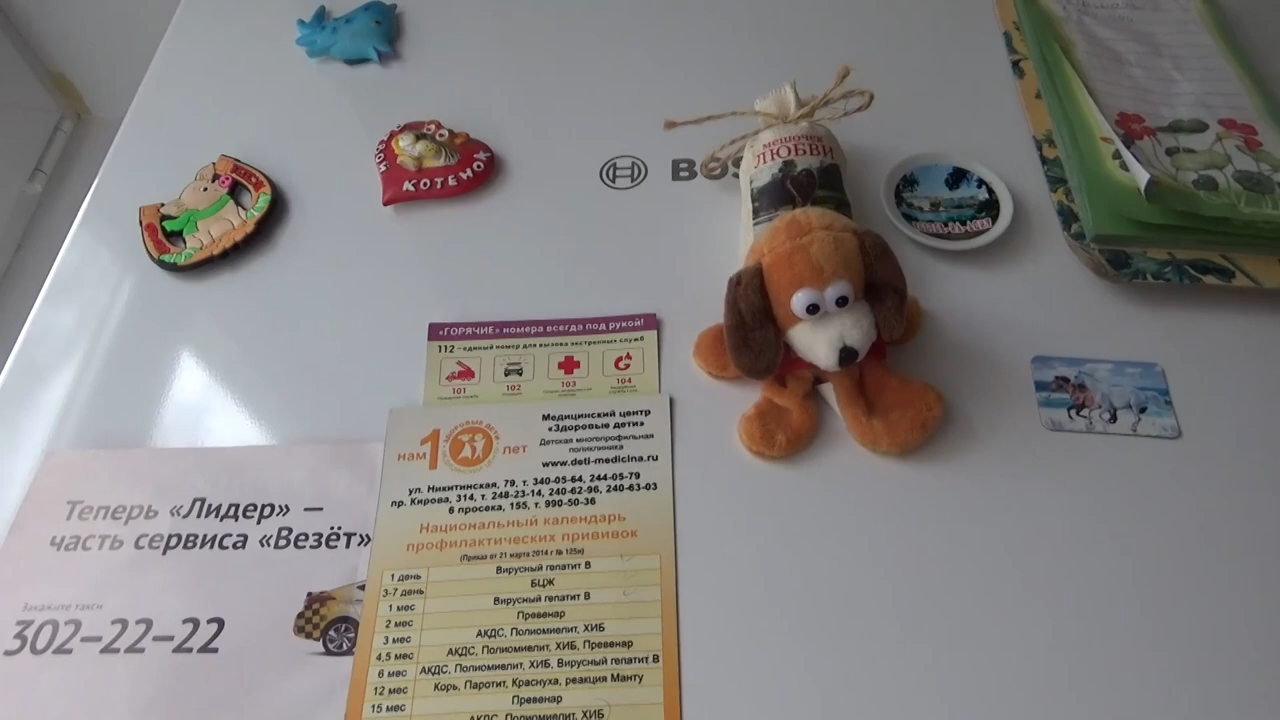 КОТЕНОК
BOS
мешочек
ЛЮБВИ
«ГОРЯЧИЕ» номера всегда под рукой!
112 – единый номер для вызова экстренных служб
101
102
103
104
нам 10 лет
ЗДОРОВЫЕ ДЕТИ
Медицинский центр
«Здоровые дети»
Детская многопрофильная
поликлиника
www.deti-medicina.ru
ул. Никитинская, 79, т. 340-05-64, 244-05-79
пр. Кирова, 314, т. 248-23-14, 240-62-96, 240-63-03
6 просека, 155, т. 990-50-36
Национальный календарь
профилактических прививок
(Приказ от 21 марта 2014 г № 125н)
1 день Вирусный гепатит В
3-7 день БЦЖ
1 мес Вирусный гепатит В
2 мес Превенар
3 мес АКДС, Полиомиелит, ХИБ
4,5 мес АКДС, Полиомиелит, ХИБ, Превенар
6 мес АКДС, Полиомиелит, ХИБ, Вирусный гепатит В
12 мес Корь, Паротит, Краснуха, реакция Манту
15 мес Превенар
АКДС, Полиомиелит, ХИБ
Теперь «Лидер» –
часть сервиса «Везёт»
Закажите такси
302-22-22